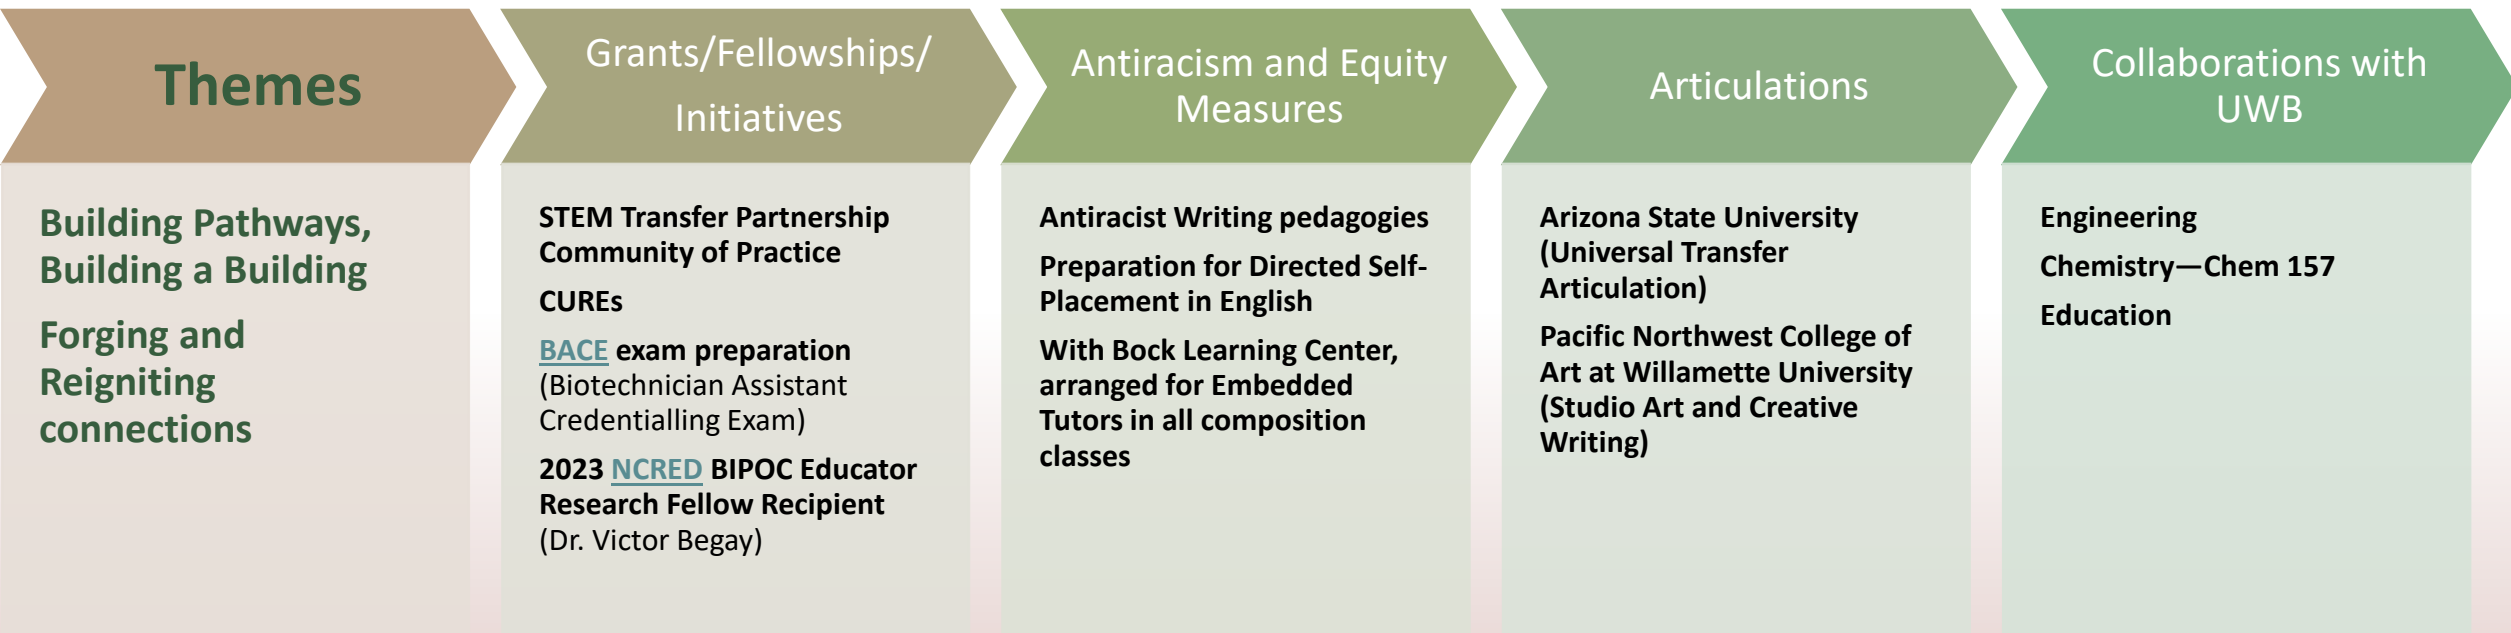 Themes
Building Pathways,
Building a Building
Forging and
Reigniting
connections
Grants/Fellowships/
Initiatives
STEM Transfer Partnership
Community of Practice
CUREs
BACE exam preparation
(Biotechnician Assistant
Credentialling Exam)
2023 NCRED BIPOC Educator
Research Fellow Recipient
(Dr. Victor Begay)
Antiracism and Equity
Measures
Antiracist Writing pedagogies
Preparation for Directed Self-
Placement in English
With Bock Learning Center,
arranged for Embedded
Tutors in all composition
classes
Articulations
Arizona State University
(Universal Transfer
Articulation)
Pacific Northwest College of
Art at Willamette University
(Studio Art and Creative
Writing)
Collaborations with
UWB
Engineering
Chemistry—Chem 157
Education